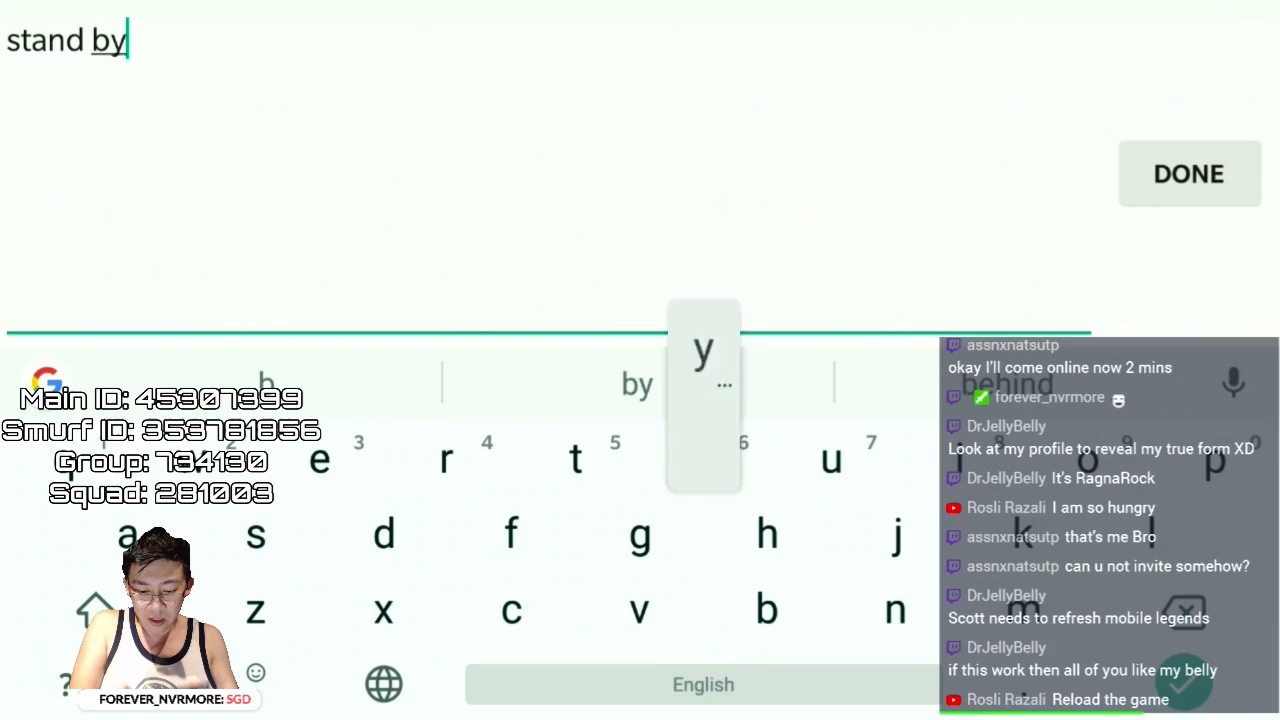 stand by
DONE
b
by
behind
y
...
Main ID: 45307399
Smurf ID: 353781856
Group: 734130
Squad: 281003
3 4 5 6 7 8 9 0
e r t u i o p
a s d f g h j k l
z x c v b n m
?
English
FOREVER_NVRMORE: SGD
assnxnatsutp
okay I'll come online now 2 mins
forever_nvrmore
DrJellyBelly
Look at my profile to reveal my true form XD
DrJellyBelly It's RagnaRock
Rosli Razali I am so hungry
assnxnatsutp that's me Bro
assnxnatsutp can u not invite somehow?
DrJellyBelly
Scott needs to refresh mobile legends
DrJellyBelly
if this work then all of you like my belly
Rosli Razali Reload the game